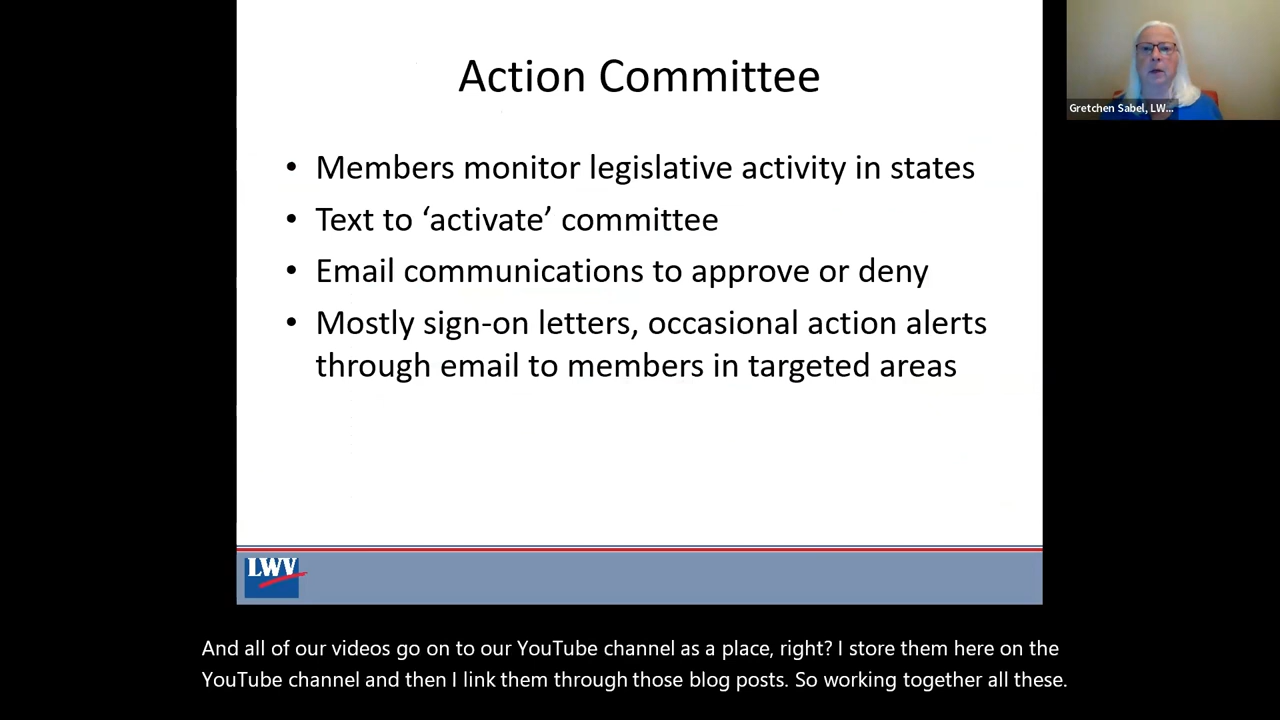 Action Committee
• Members monitor legislative activity in states
• Text to ‘activate’ committee
• Email communications to approve or deny
• Mostly sign-on letters, occasional action alerts
through email to members in targeted areas
Gretchen Sabel, LW...
LWV
And all of our videos go on to our YouTube channel as a place, right? I store them here on the
YouTube channel and then I link them through those blog posts. So working together all these.